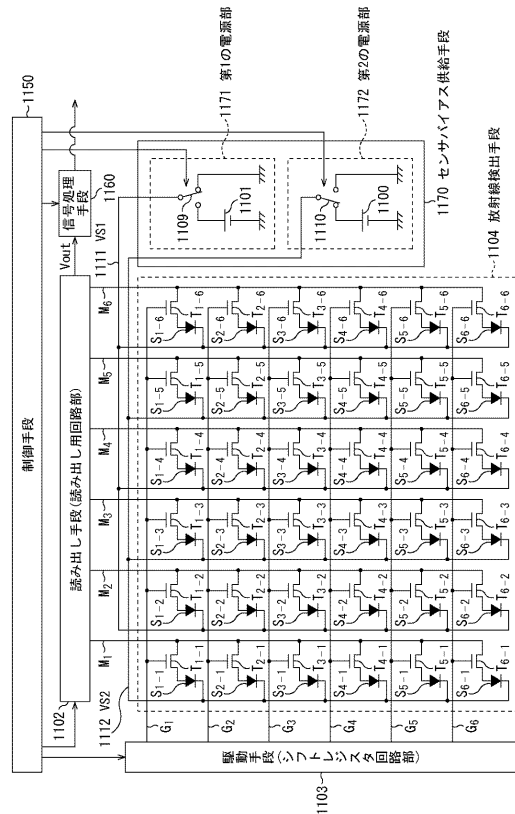 制御手段
1150
読み出し手段(読み出し用回路部)
1102
Vout
信号処理
手段
1160
1112 VS2
1111 VS1
M1
M2
M3
M4
M5
M6
1109
1101
1171 第1の電源部
1110
1100
1172 第2の電源部
1170 センサバイアス供給手段
1104 放射線検出手段
駆動手段(シフトレジスタ回路部)
1103
G1
G2
G3
G4
G5
G6
S1-1 S1-2 S1-3 S1-4 S1-5 S1-6
T1-1 T1-2 T1-3 T1-4 T1-5 T1-6
S2-1 S2-2 S2-3 S2-4 S2-5 S2-6
T2-1 T2-2 T2-3 T2-4 T2-5 T2-6
S3-1 S3-2 S3-3 S3-4 S3-5 S3-6
T3-1 T3-2 T3-3 T3-4 T3-5 T3-6
S4-1 S4-2 S4-3 S4-4 S4-5 S4-6
T4-1 T4-2 T4-3 T4-4 T4-5 T4-6
S5-1 S5-2 S5-3 S5-4 S5-5 S5-6
T5-1 T5-2 T5-3 T5-4 T5-5 T5-6
S6-1 S6-2 S6-3 S6-4 S6-5 S6-6
T6-1 T6-2 T6-3 T6-4 T6-5 T6-6